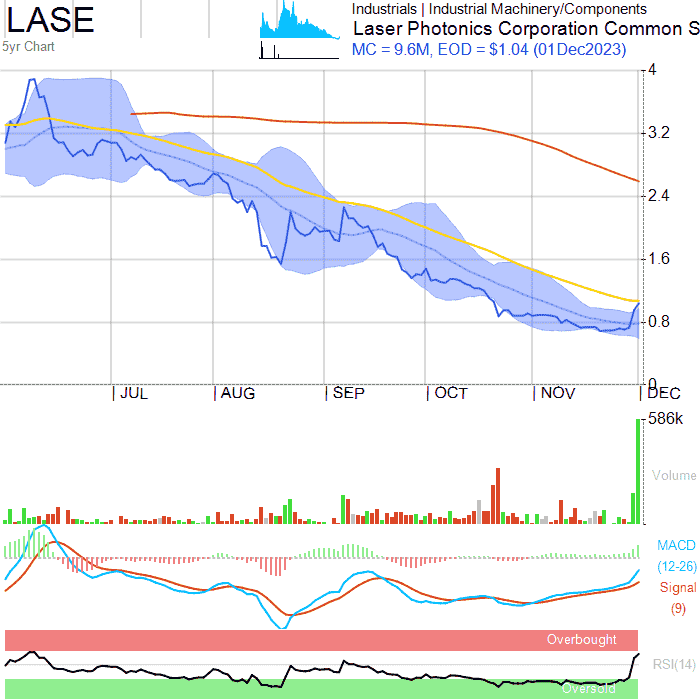 LASE
5yr Chart
Industrials | Industrial Machinery/Components
Laser Photonics Corporation Common S
MC = 9.6M, EOD = $1.04 (01Dec2023)
4
3.2
2.4
1.6
0.8
0
JUL
AUG
SEP
OCT
NOV
DEC
586k
Volume
MACD
(12-26)
Signal
(9)
Overbought
RSI(14)
Oversold